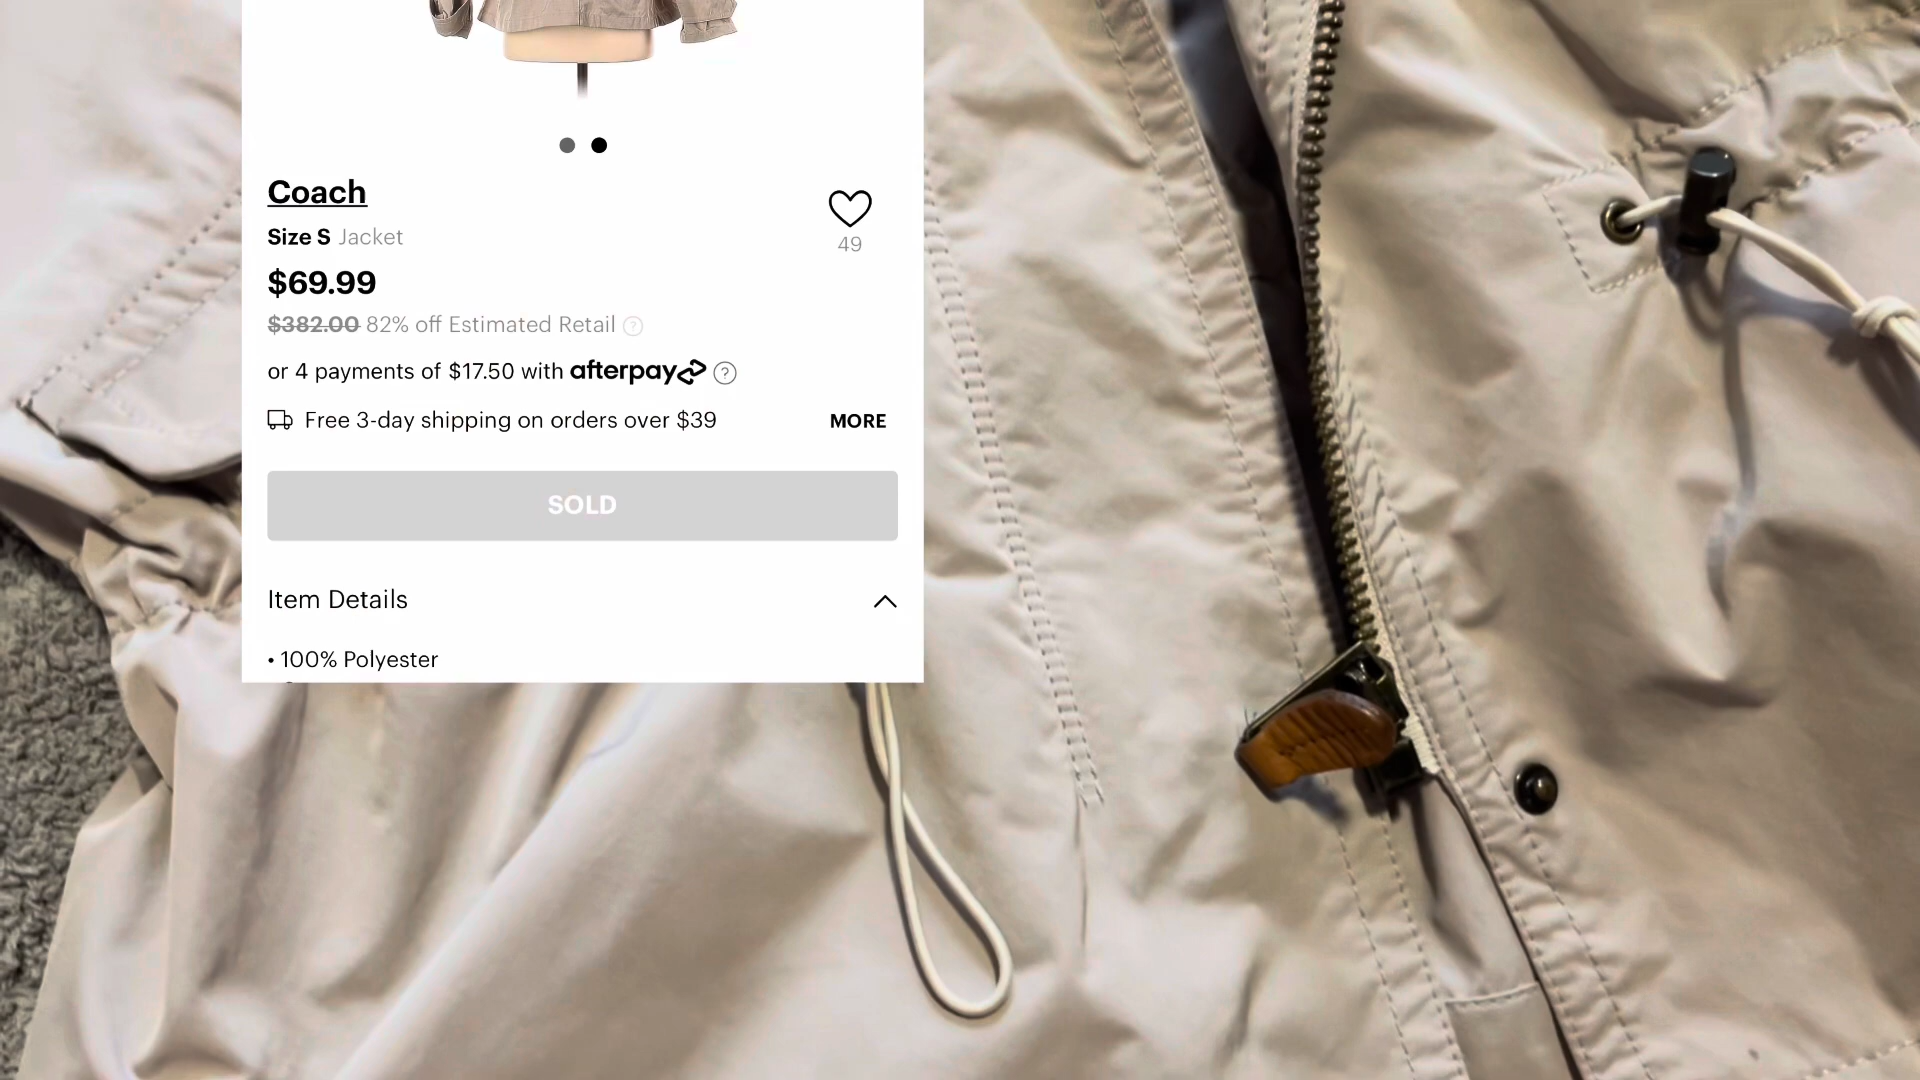 Coach
Size S Jacket
49
$69.99
$382.00 82% off Estimated Retail ?
or 4 payments of $17.50 with afterpay ?
Free 3-day shipping on orders over $39 MORE
SOLD
Item Details
• 100% Polyester